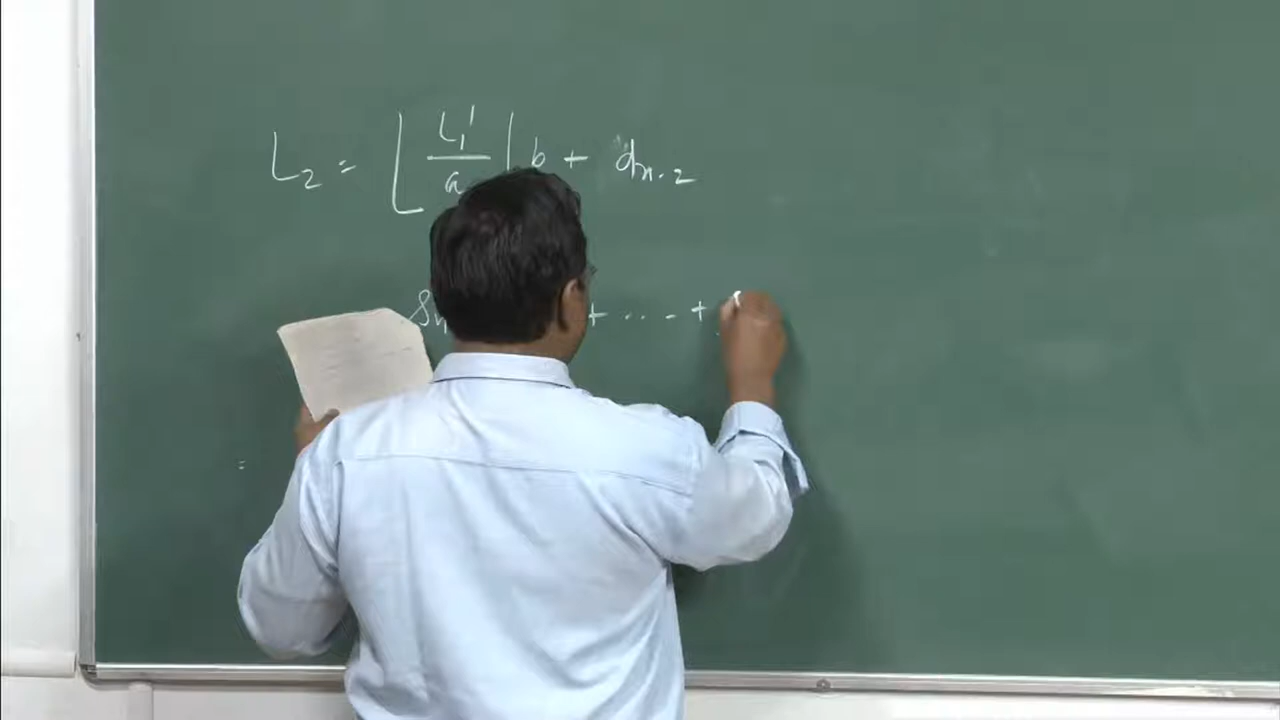 L₂ = ⌊ L₁' / a | b + dₙ₋₂
+ ... +